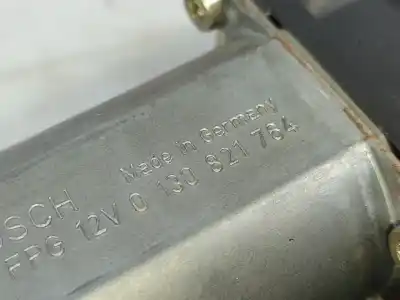 Made in Germany
OSCH
FPG 12V 0 130 821 764